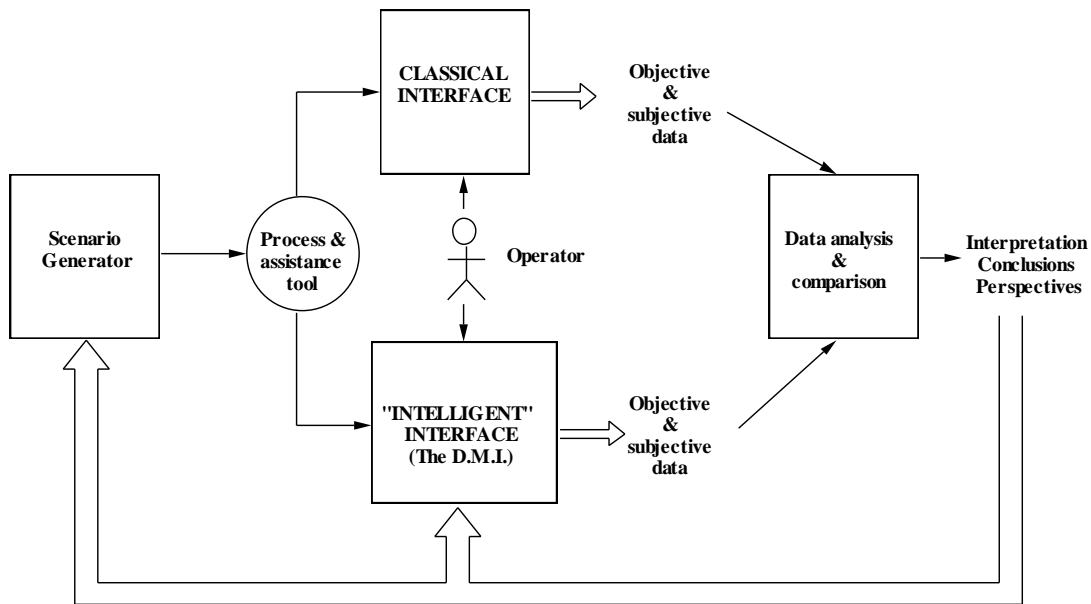 CLASSICAL
INTERFACE
Objective
&
subjective
data
Scenario
Generator
Process &
assistance
tool
Operator
Data analysis
&
comparison
Interpretation
Conclusions
Perspectives
"INTELLIGENT"
INTERFACE
(The D.M.I.)
Objective
&
subjective
data